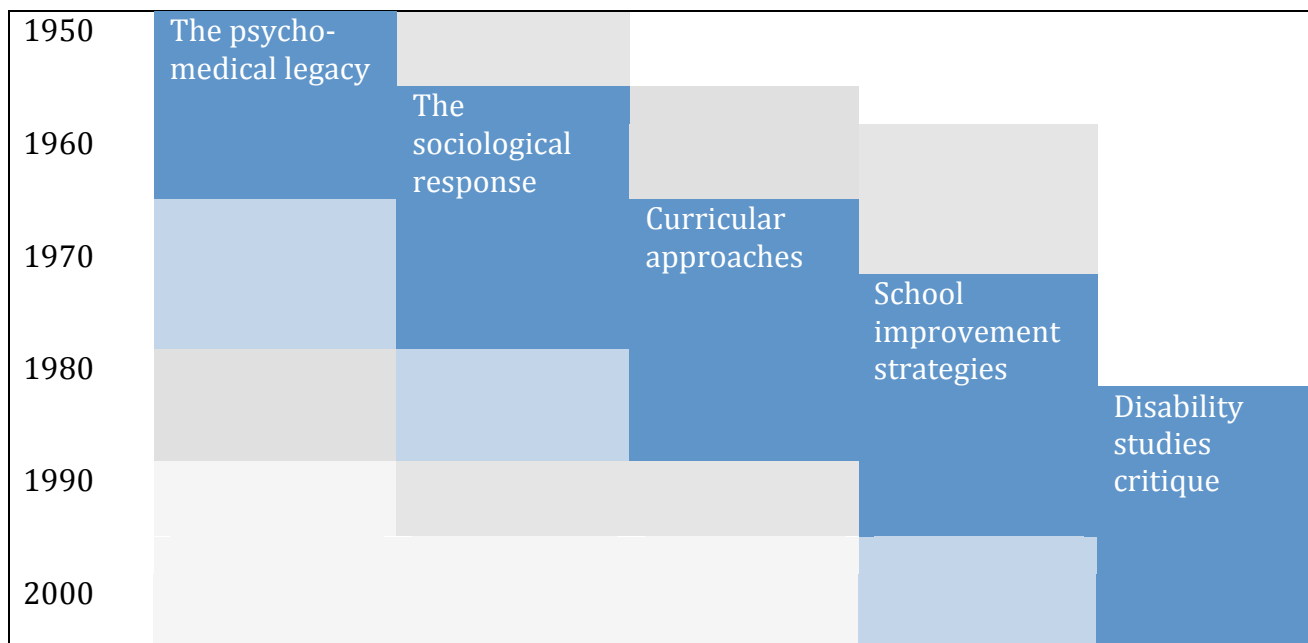 1950
The psycho-
medical legacy
The
sociological
response
1960
Curricular
approaches
1970
School
improvement
strategies
1980
Disability
studies
critique
1990
2000